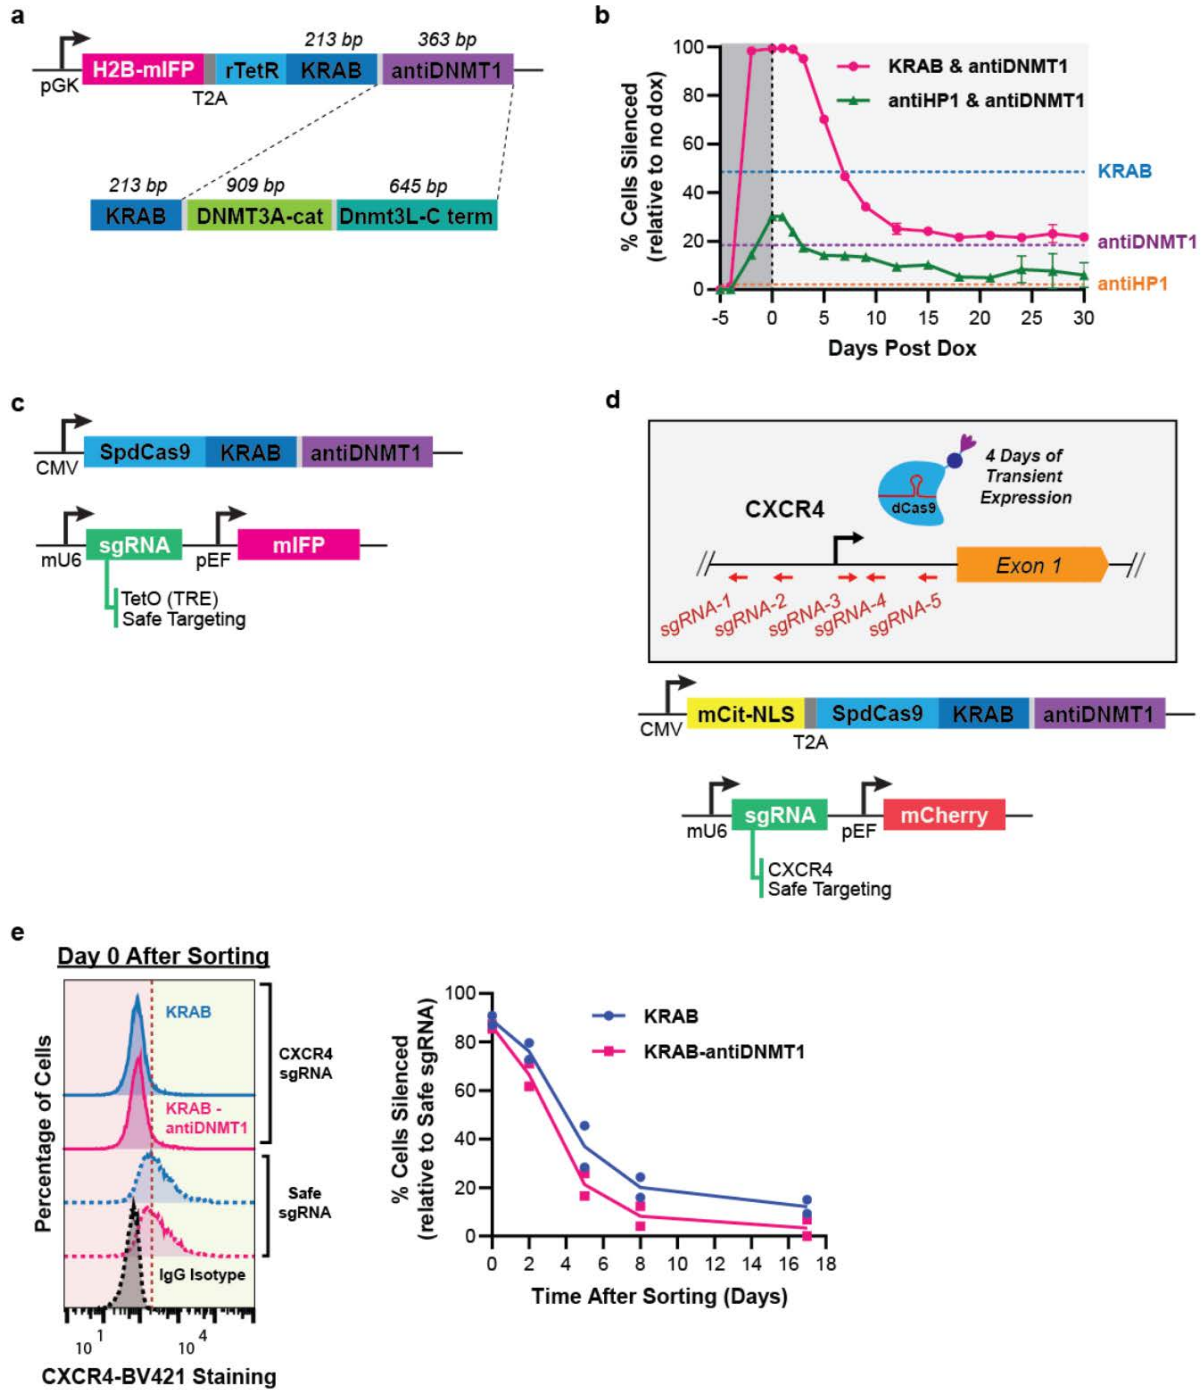 a
213 bp 363 bp
H2B-mIFP rTetR KRAB antiDNMT1
pGK
T2A
213 bp 909 bp 645 bp
KRAB DNMT3A-cat Dnmt3L-C term
b
% Cells Silenced
(relative to no dox)
100
80
60
40
20
0
KRAB & antiDNMT1
antiHP1 & antiDNMT1
KRAB
antiDNMT1
antiHP1
-5 0 5 10 15 20 25 30
Days Post Dox
c
SpdCas9 KRAB antiDNMT1
CMV
sgRNA mIFP
mU6 pEF
TetO (TRE)
Safe Targeting
d
4 Days of
Transient
Expression
dCas9
CXCR4
Exon 1
sgRNA-1 sgRNA-2 sgRNA-3 sgRNA-4 sgRNA-5
mCit-NLS SpdCas9 KRAB antiDNMT1
CMV
T2A
sgRNA mCherry
mU6 pEF
CXCR4
Safe Targeting
e
Day 0 After Sorting
Percentage of Cells
KRAB
KRAB -
antiDNMT1
CXCR4
sgRNA
Safe
sgRNA
IgG Isotype
10 1 10 4
CXCR4-BV421 Staining
% Cells Silenced
(relative to Safe sgRNA)
100
80
60
40
20
0
KRAB
KRAB-antiDNMT1
0 2 4 6 8 10 12 14 16 18
Time After Sorting (Days)